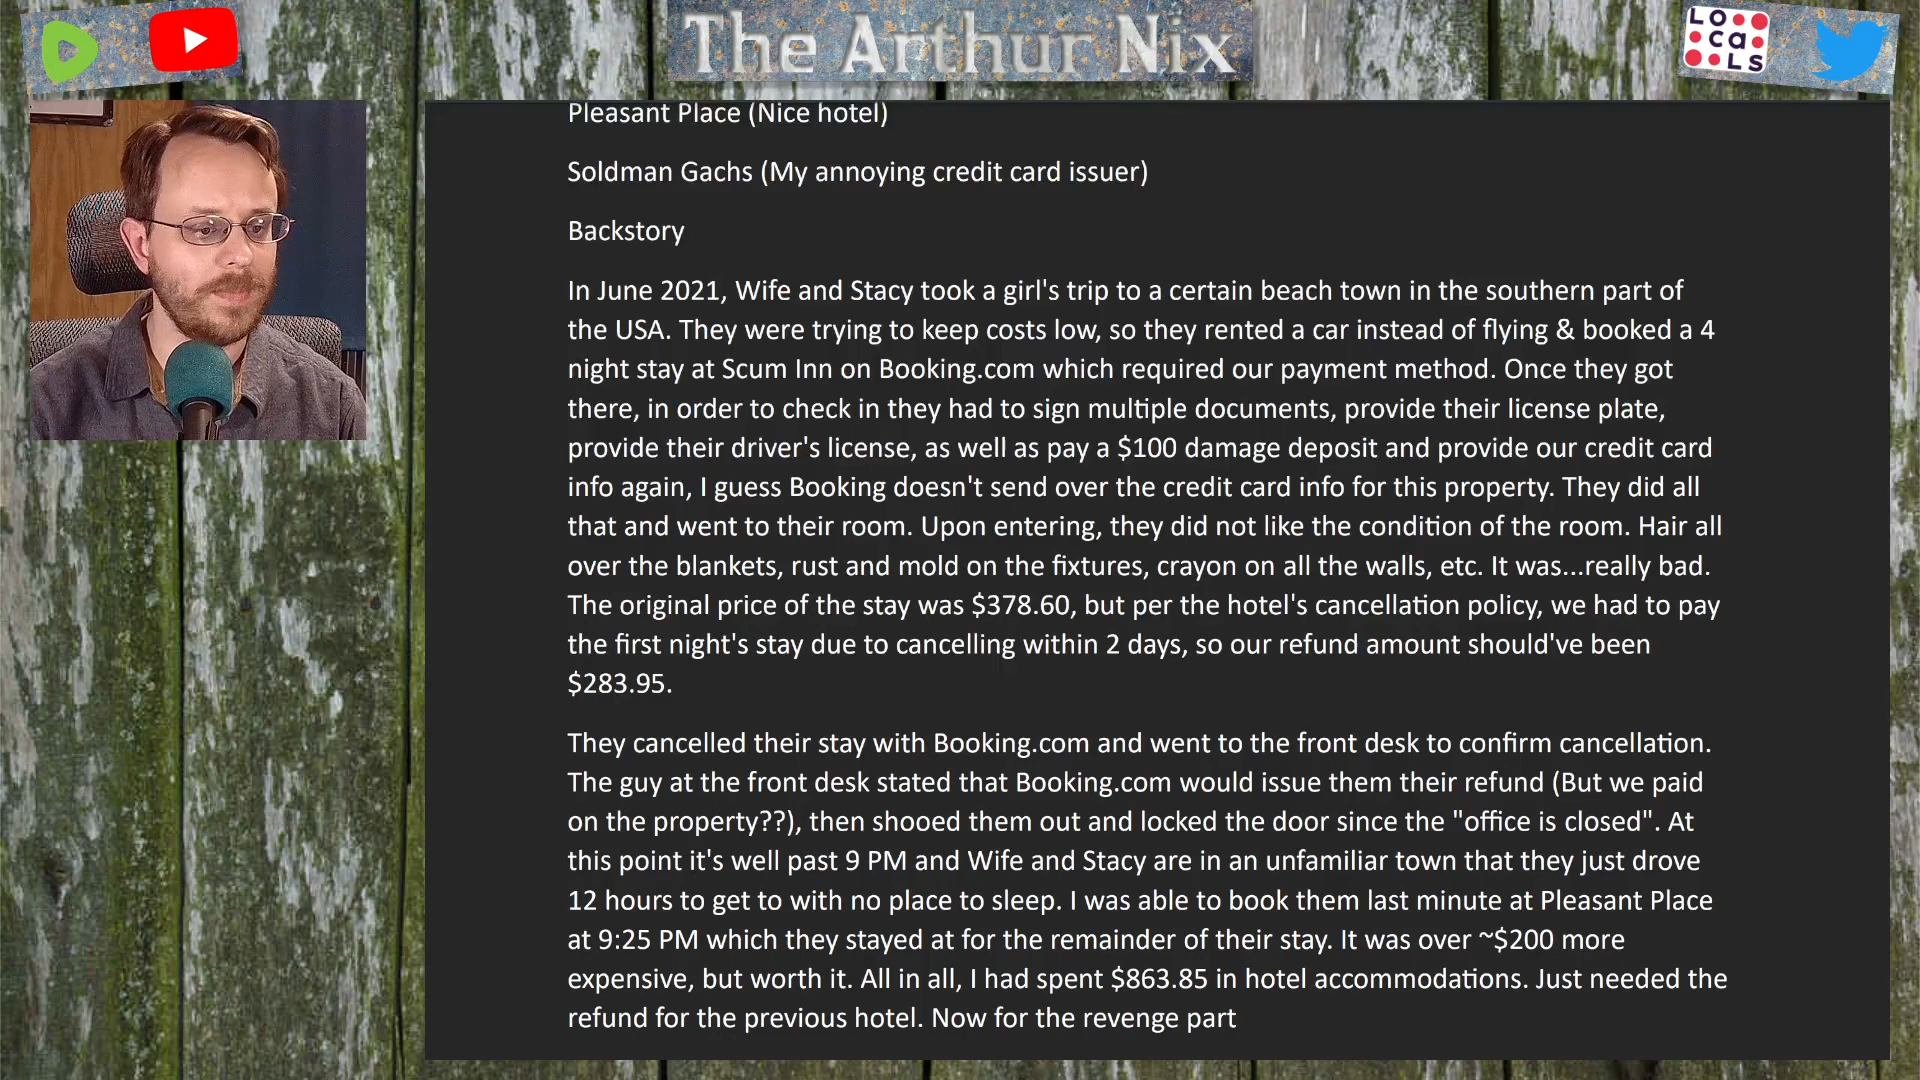 The Arthur Nix
LO
ca
LS
Pleasant Place (Nice hotel)
Soldman Gachs (My annoying credit card issuer)
Backstory
In June 2021, Wife and Stacy took a girl's trip to a certain beach town in the southern part of
the USA. They were trying to keep costs low, so they rented a car instead of flying & booked a 4
night stay at Scum Inn on Booking.com which required our payment method. Once they got
there, in order to check in they had to sign multiple documents, provide their license plate,
provide their driver's license, as well as pay a $100 damage deposit and provide our credit card
info again, I guess Booking doesn't send over the credit card info for this property. They did all
that and went to their room. Upon entering, they did not like the condition of the room. Hair all
over the blankets, rust and mold on the fixtures, crayon on all the walls, etc. It was...really bad.
The original price of the stay was $378.60, but per the hotel's cancellation policy, we had to pay
the first night's stay due to cancelling within 2 days, so our refund amount should've been
$283.95.
They cancelled their stay with Booking.com and went to the front desk to confirm cancellation.
The guy at the front desk stated that Booking.com would issue them their refund (But we paid
on the property??), then shooed them out and locked the door since the "office is closed". At
this point it's well past 9 PM and Wife and Stacy are in an unfamiliar town that they just drove
12 hours to get to with no place to sleep. I was able to book them last minute at Pleasant Place
at 9:25 PM which they stayed at for the remainder of their stay. It was over ~$200 more
expensive, but worth it. All in all, I had spent $863.85 in hotel accommodations. Just needed the
refund for the previous hotel. Now for the revenge part